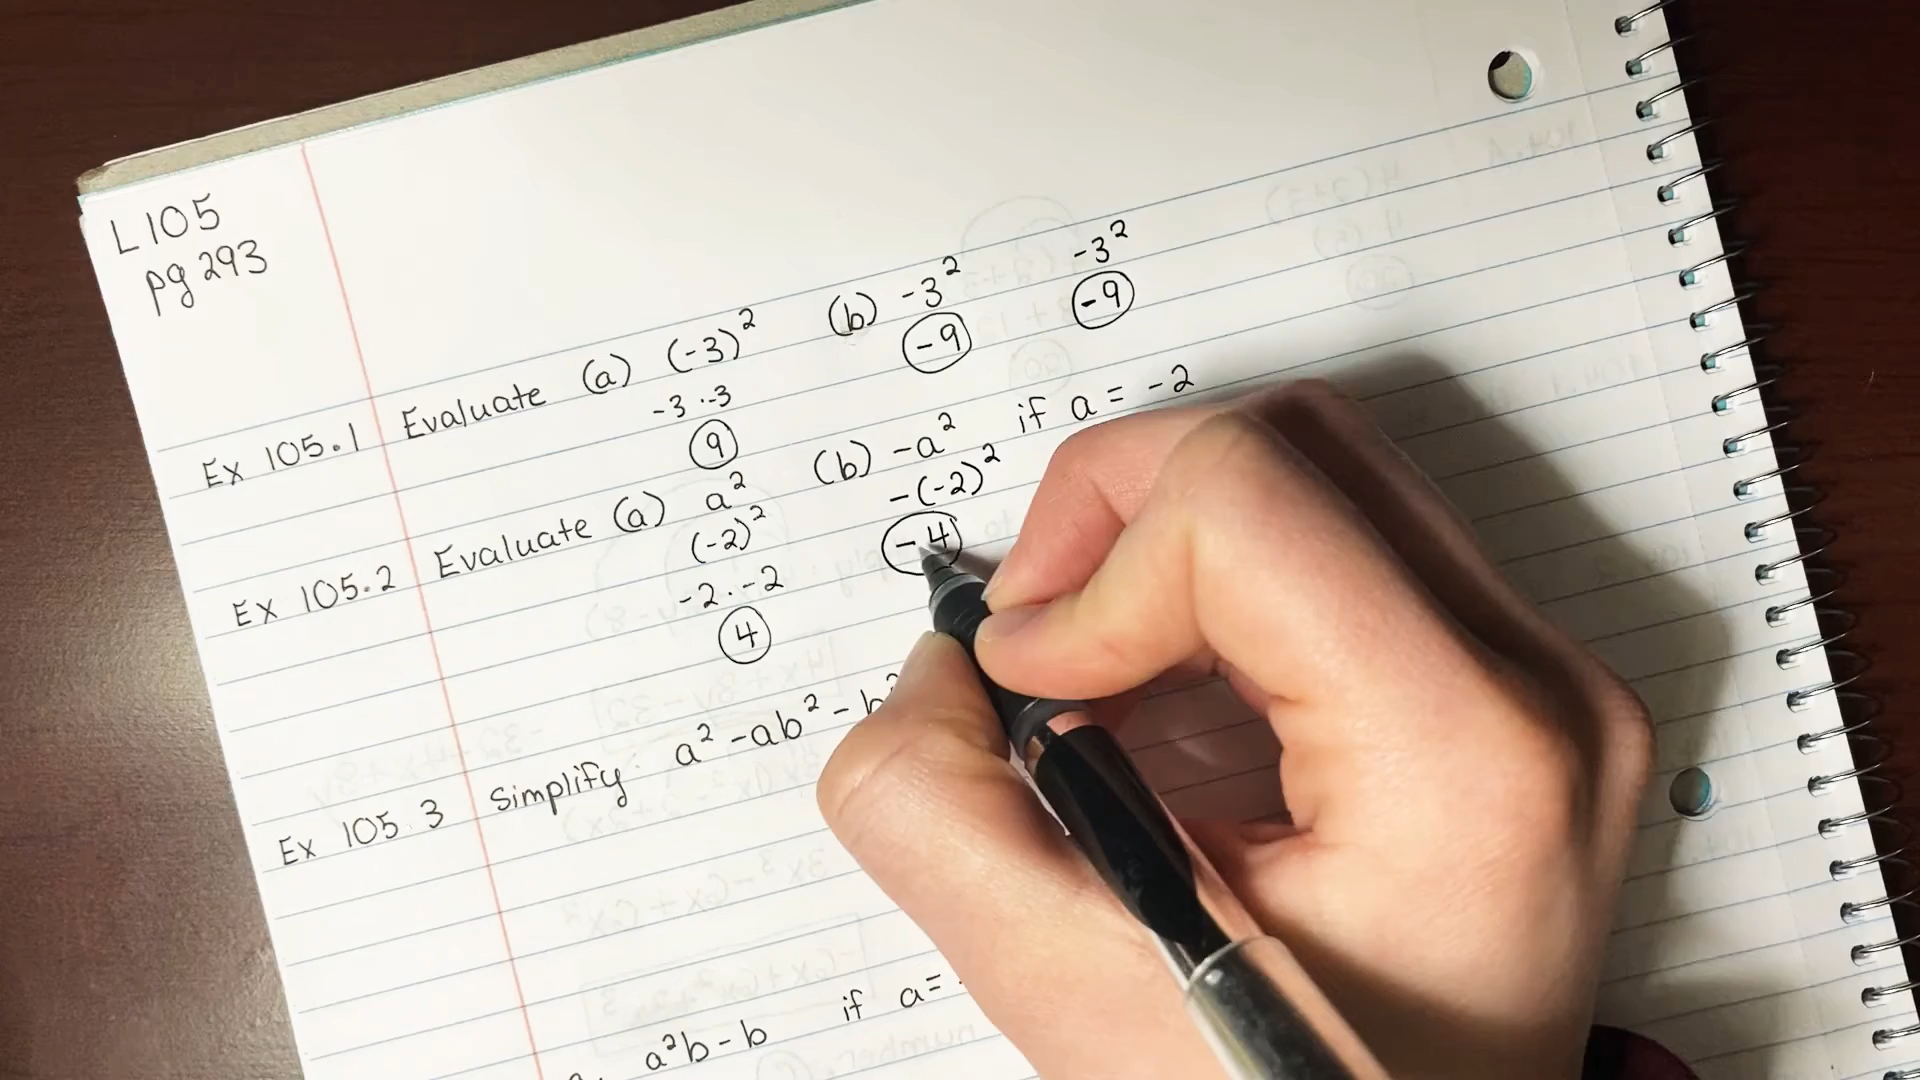 L105
pg 293
Ex 105.1 Evaluate (a) (-3)² (b) -3² -3²
-3 · -3 -9 -9
9
Ex 105.2 Evaluate (a) a² (b) -a² if a = -2
(-2)² -(-2)²
-2 · -2 -4
4
Ex 105.3 Simplify: a² - ab² - b²
a²b - b if a =